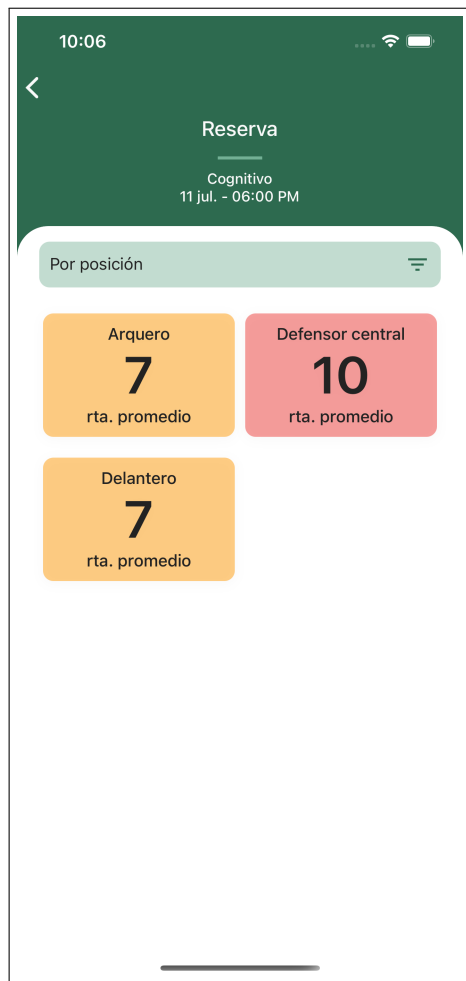 10:06
Reserva
Cognitivo
11 jul. - 06:00 PM
Por posición
Arquero
7
rta. promedio
Defensor central
10
rta. promedio
Delantero
7
rta. promedio